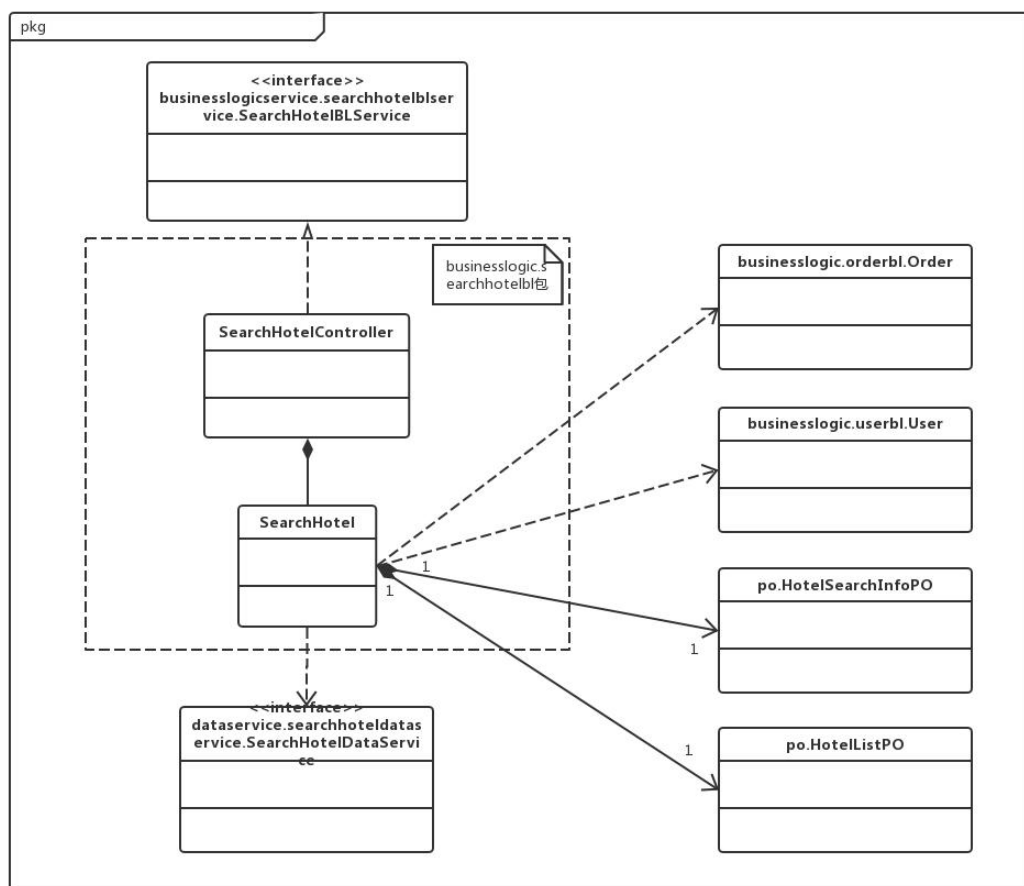 pkg
<<interface>>
businesslogicservice.searchhotelblser
vice.SearchHotelBLService
businesslogic.s
earchhotelbl包
businesslogic.orderbl.Order
SearchHotelController
businesslogic.userbl.User
SearchHotel
1
1
po.HotelSearchInfoPO
1
<<interface>>
dataservice.searchhoteldatas
ervice.SearchHotelDataServi
ce
1
po.HotelListPO